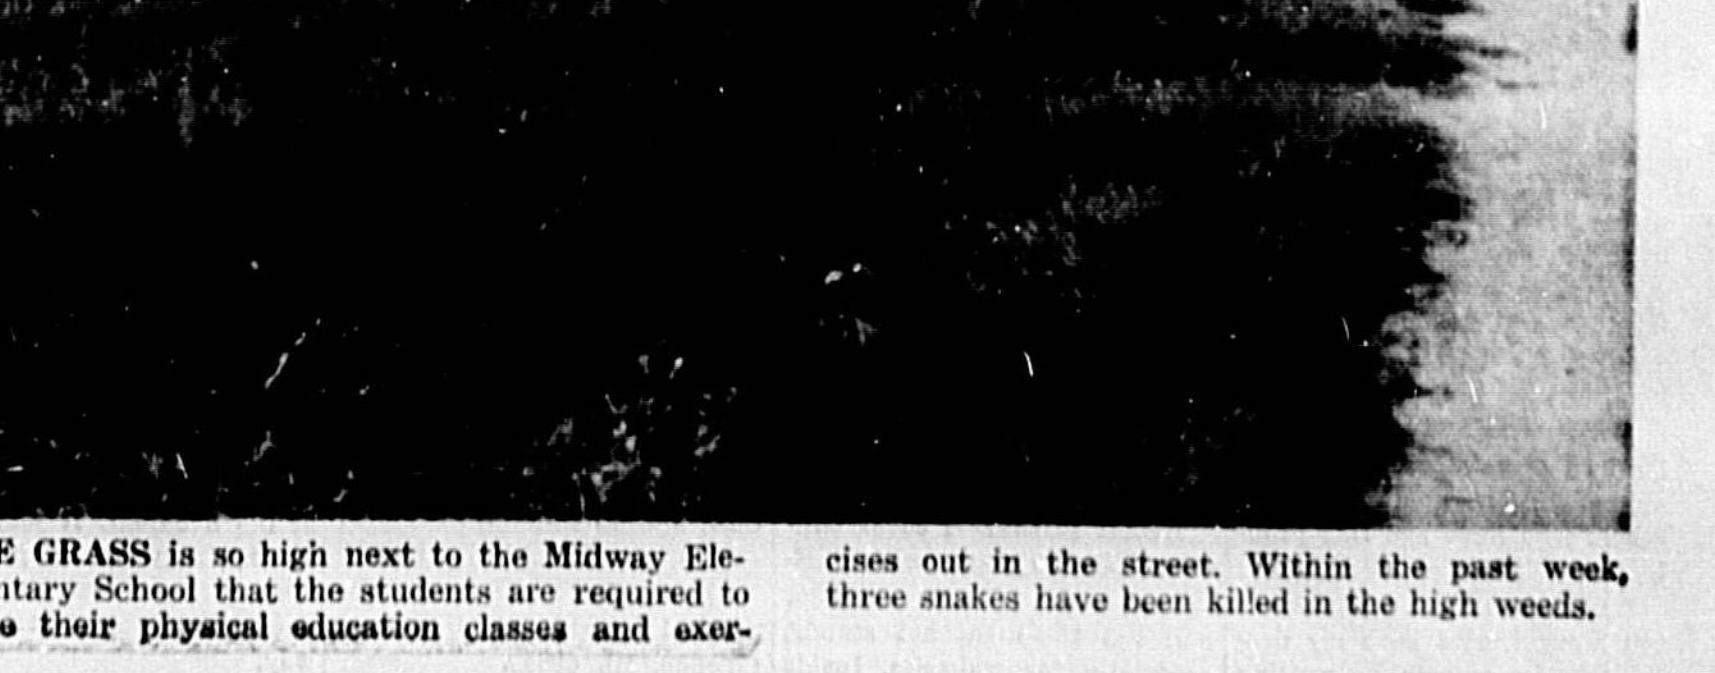 E GRASS is so high next to the Midway Ele-
ntary School that the students are required to
e their physical education classes and exer-
cises out in the street. Within the past week,
three snakes have been killed in the high weeds.